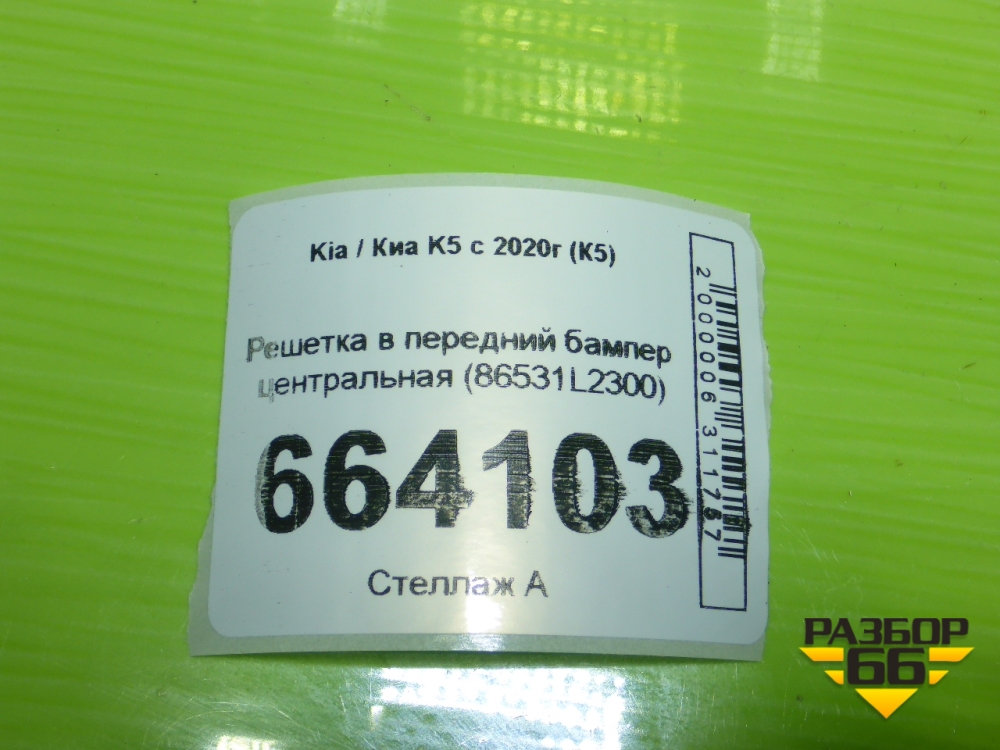 Kia / Киа K5 с 2020г (K5)
Решетка в передний бампер
центральная (86531L2300)
664103
Стеллаж А
2000006311757
РАЗБОР
66